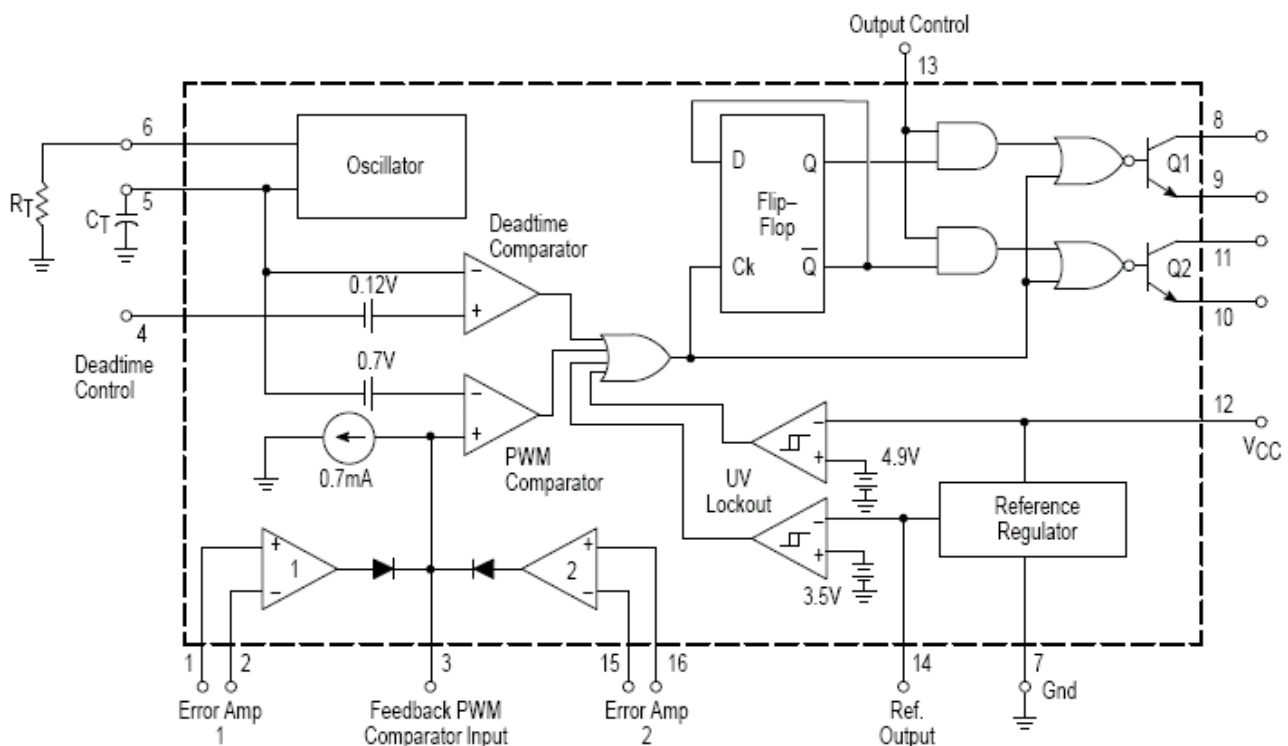 Output Control
13
6
Oscillator
5
R_T
C_T
Deadtime
Comparator
0.12V
4
Deadtime
Control
0.7V
0.7mA
PWM
Comparator
D
Q
Flip–
Flop
Ck
Q̅
8
Q1
9
11
Q2
10
12
V_CC
4.9V
UV
Lockout
Reference
Regulator
3.5V
1
2
1
2
3
15
16
14
7
Error Amp
1
Feedback PWM
Comparator Input
Error Amp
2
Ref.
Output
Gnd